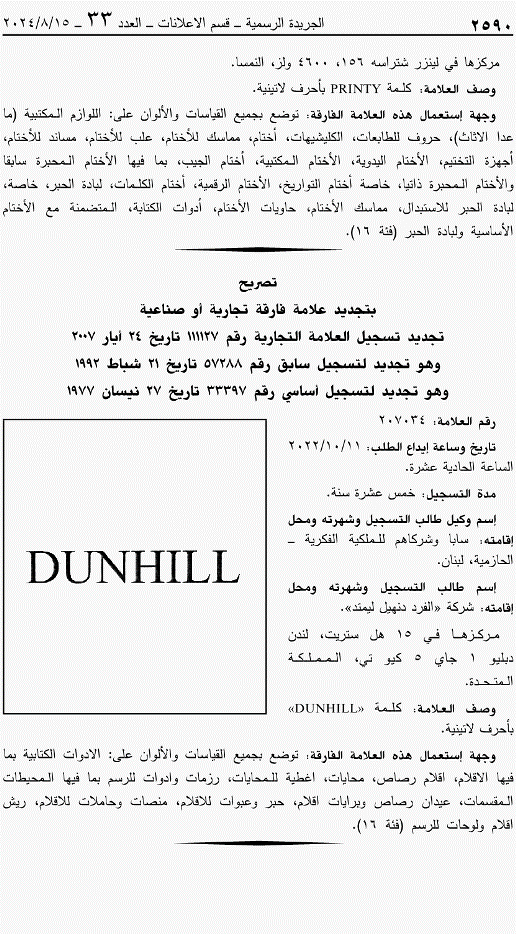 ٢٥٩٠ الجريدة الرسمية ــ قسم الاعلانات ــ العدد ٣٣ ــ ٢٠٢٤/٨/١٥
مركزها في لينزر شتراسه ١٥٦، ٤٦٠٠ ولز، النمسا.
وصف العلامة: كلمة PRINTY بأحرف لاتينية.
وجهة إستعمال هذه العلامة الفارقة: توضع بجميع القياسات والألوان على: اللوازم المكتبية (ما
عدا الاثاث)، حروف للطابعات، الكليشيهات، أختام، مماسك للأختام، علب للأختام، مساند للأختام،
أجهزة التختيم، الأختام اليدوية، الأختام المكتبية، أختام الجيب، بما فيها الأختام المحبرة سابقا
والأختام المحبرة ذاتيا، خاصة أختام التواريخ، الأختام الرقمية، أختام الكلمات، لبادة الحبر، خاصة،
لبادة الحبر للاستبدال، مماسك الأختام، حاويات الأختام، أدوات الكتابة، المتضمنة مع الأختام
الأساسية ولبادة الحبر (فئة ١٦).
تصريح
بتجديد علامة فارقة تجارية أو صناعية
تجديد تسجيل العلامة التجارية رقم ١١١١٢٧ تاريخ ٢٤ أيار ٢٠٠٧
وهو تجديد لتسجيل سابق رقم ٥٧٢٨٨ تاريخ ٢١ شباط ١٩٩٢
وهو تجديد لتسجيل أساسي رقم ٣٣٣٩٧ تاريخ ٢٧ نيسان ١٩٧٧
رقم العلامة: ٢٠٧٠٣٤
تاريخ وساعة إيداع الطلب: ٢٠٢٢/١٠/١١
الساعة الحادية عشرة.
مدة التسجيل: خمس عشرة سنة.
إسم وكيل طالب التسجيل وشهرته ومحل
إقامته: سابا وشركاهم للملكية الفكرية ــ
الحازمية، لبنان.
إسم طالب التسجيل وشهرته ومحل
إقامته: شركة «الفرد دنهيل ليمتد».
مركزها في ١٥ هل ستريت، لندن
دبليو ١ جاي ٥ كيو تي، المملكة
المتحدة.
وصف العلامة: كلمة «DUNHILL»
بأحرف لاتينية.
DUNHILL
وجهة إستعمال هذه العلامة الفارقة: توضع بجميع القياسات والألوان على: الادوات الكتابية بما
فيها الاقلام، اقلام رصاص، محايات، اغطية للمحايات، رزمات وادوات للرسم بما فيها المحيطات
المقسمات، عيدان رصاص وبرايات اقلام، حبر وعبوات للاقلام، منصات وحاملات للاقلام، ريش
اقلام ولوحات للرسم (فئة ١٦).